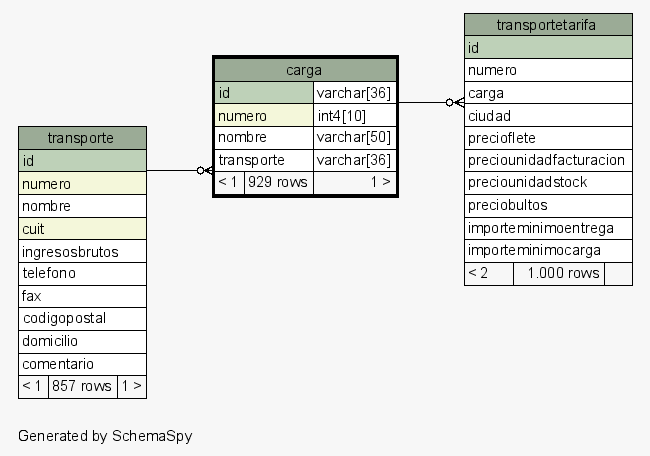 transporte
id
numero
nombre
cuit
ingresosbrutos
telefono
fax
codigopostal
domicilio
comentario
< 1 857 rows 1 >
carga
id varchar[36]
numero int4[10]
nombre varchar[50]
transporte varchar[36]
< 1 929 rows 1 >
transportetarifa
id
numero
carga
ciudad
precioflete
preciounidadfacturacion
preciounidadstock
preciobultos
importeminimoentrega
importeminimocarga
< 2 1.000 rows
Generated by SchemaSpy